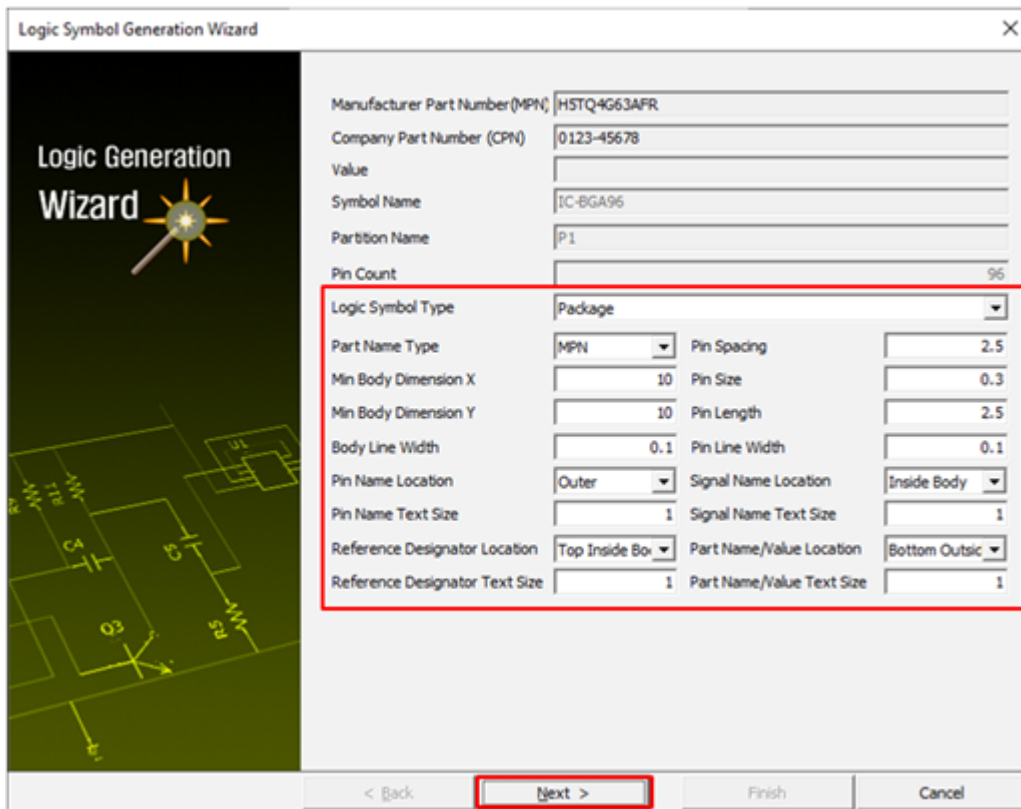 Logic Symbol Generation Wizard
Logic Generation
Wizard
Manufacturer Part Number(MPN) H5TQ4G63AFR
Company Part Number (CPN) 0123-45678
Value
Symbol Name IC-BGA96
Partition Name P1
Pin Count 96
Logic Symbol Type Package
Part Name Type MPN Pin Spacing 2.5
Min Body Dimension X 10 Pin Size 0.3
Min Body Dimension Y 10 Pin Length 2.5
Body Line Width 0.1 Pin Line Width 0.1
Pin Name Location Outer Signal Name Location Inside Body
Pin Name Text Size 1 Signal Name Text Size 1
Reference Designator Location Top Inside Bo Part Name/Value Location Bottom Outsic
Reference Designator Text Size 1 Part Name/Value Text Size 1
U1
C4
Q3
R5
< Back Next > Finish Cancel